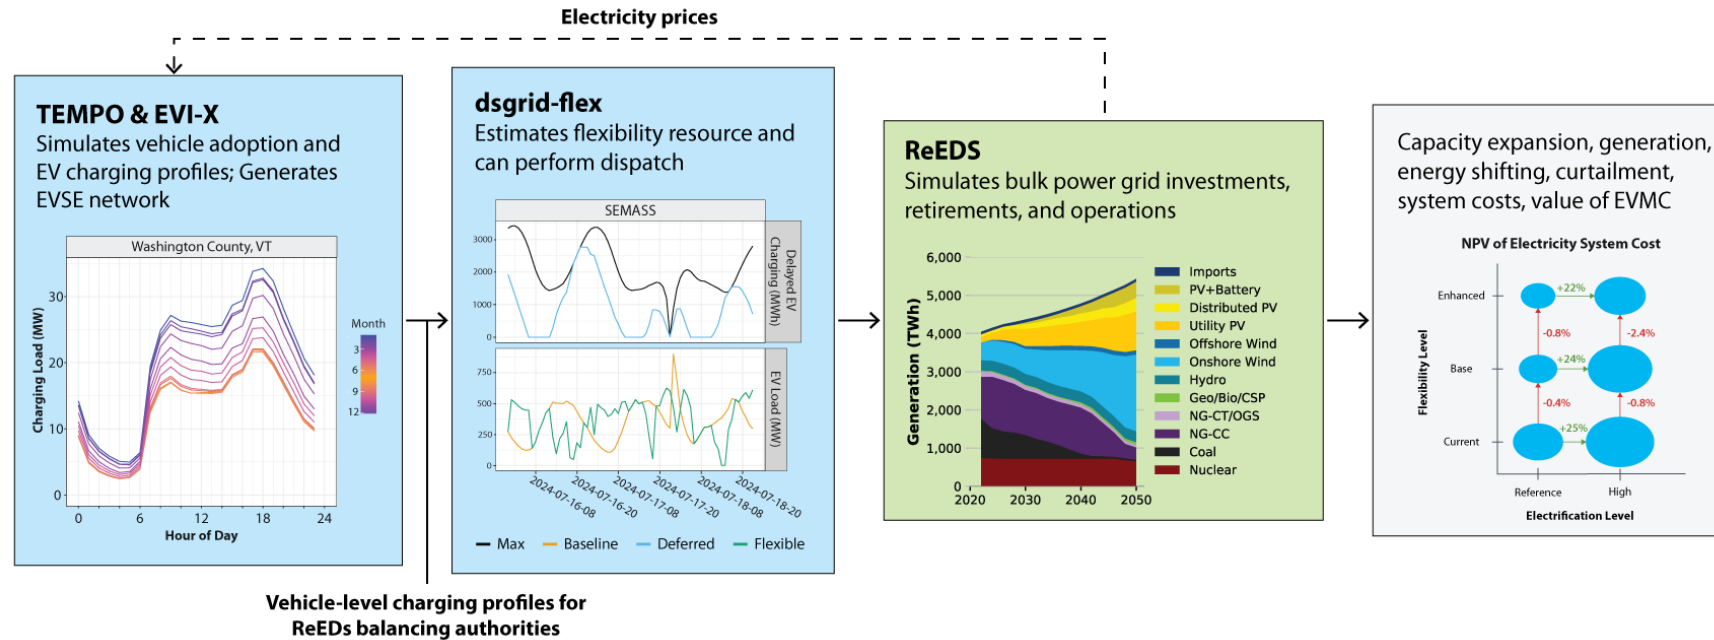 Electricity prices
TEMPO & EVI-X
Simulates vehicle adoption and
EV charging profiles; Generates
EVSE network
Washington County, VT
Charging Load (MW)
30
20
10
0
0 6 12 18 24
Hour of Day
Month
3
6
9
12
Vehicle-level charging profiles for
ReEDs balancing authorities
dsgrid-flex
Estimates flexibility resource and
can perform dispatch
SEMASS
3000
2000
1000
0
Delayed EV
Charging (MWh)
750
500
250
0
EV Load (MW)
2024-07-16-08
2024-07-16-20
2024-07-17-08
2024-07-17-20
2024-07-18-08
2024-07-18-20
Max Baseline Deferred Flexible
ReEDS
Simulates bulk power grid investments,
retirements, and operations
Generation (TWh)
6,000
5,000
4,000
3,000
2,000
1,000
0
2020 2030 2040 2050
Imports
PV+Battery
Distributed PV
Utility PV
Offshore Wind
Onshore Wind
Hydro
Geo/Bio/CSP
NG-CT/OGS
NG-CC
Coal
Nuclear
Capacity expansion, generation,
energy shifting, curtailment,
system costs, value of EVMC
NPV of Electricity System Cost
Flexibility Level
Enhanced
+22%
-0.8% -2.4%
Base
+24%
-0.4% -0.8%
Current
+25%
Reference High
Electrification Level